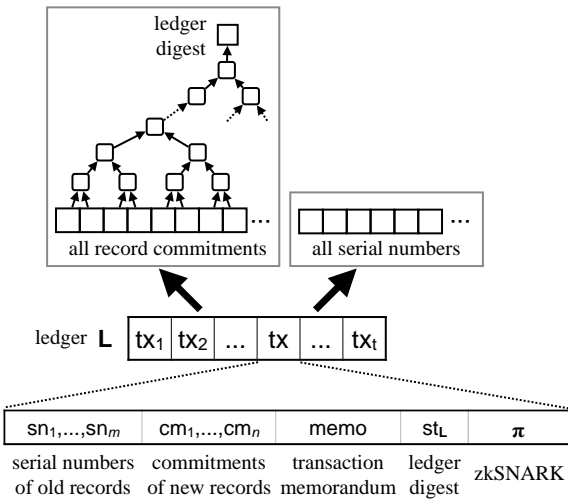 ledger
digest
...
all record commitments
...
all serial numbers
ledger L tx₁ tx₂ ... tx ... txₜ
sn₁,...,snₘ cm₁,...,cmₙ memo st_L π
serial numbers commitments transaction ledger zkSNARK
of old records of new records memorandum digest